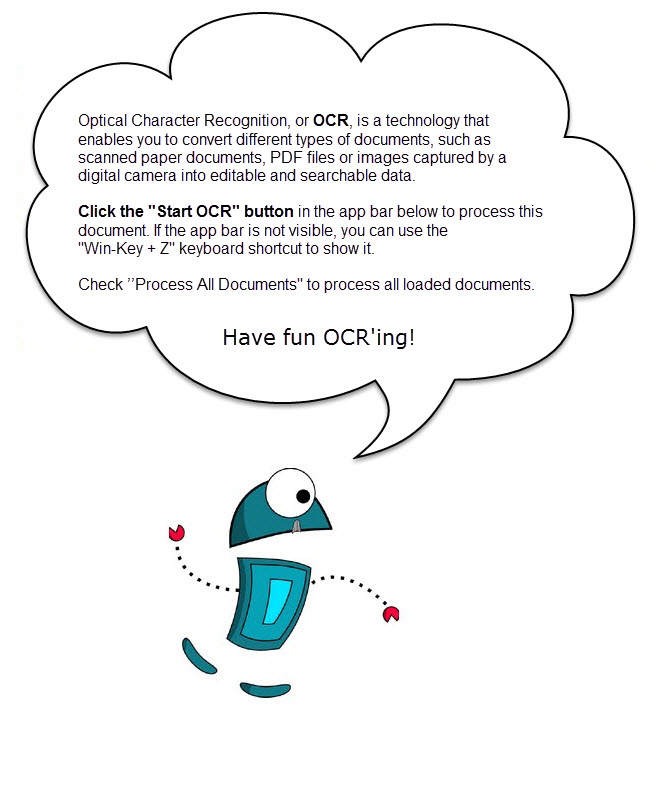 Optical Character Recognition, or OCR, is a technology that
enables you to convert different types of documents, such as
scanned paper documents, PDF files or images captured by a
digital camera into editable and searchable data.
Click the "Start OCR" button in the app bar below to process this
document. If the app bar is not visible, you can use the
"Win-Key + Z" keyboard shortcut to show it.
Check ’’Process All Documents" to process all loaded documents.
Have fun OCR'ing!